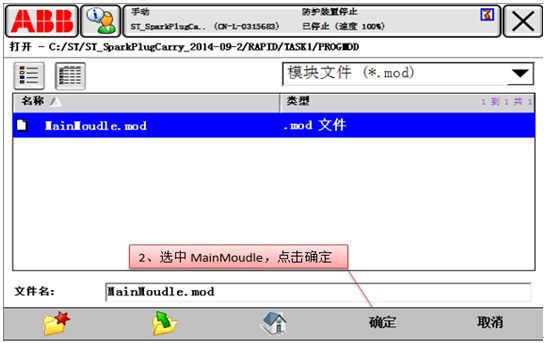 ABB
手动
防护装置停止
ST_SparkPlugCa.. (CN-L-0315683)
已停止 (速度 100%)
打开 - C:/ST/ST_SparkPlugCarry_2014-09-2/RAPID/TASK1/PROGMOD
模块文件 (*.mod)
名称
类型
1 到 1 共 1
MainMoudle.mod
.mod 文件
2、选中 MainMoudle，点击确定
文件名:
MainMoudle.mod
确定
取消